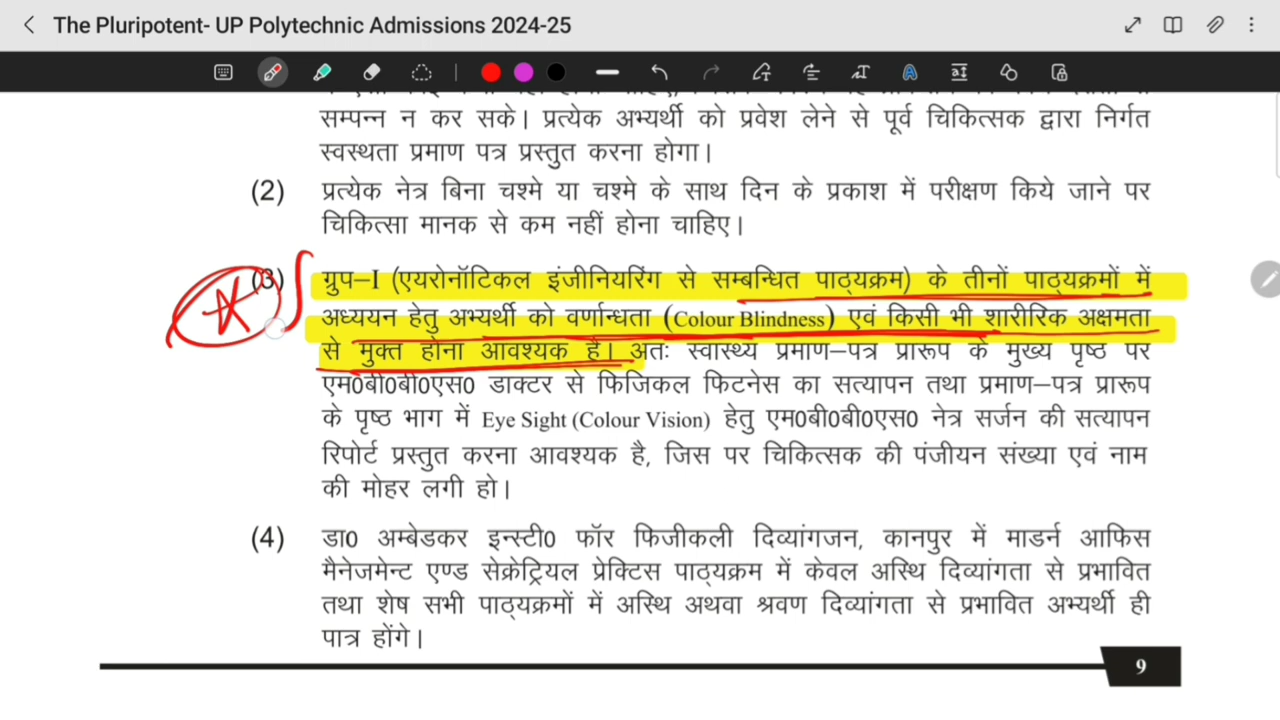 The Pluripotent- UP Polytechnic Admissions 2024-25
सम्पन्न न कर सके। प्रत्येक अभ्यर्थी को प्रवेश लेने से पूर्व चिकित्सक द्वारा निर्गत
स्वस्थता प्रमाण पत्र प्रस्तुत करना होगा।
(2) प्रत्येक नेत्र बिना चश्मे या चश्मे के साथ दिन के प्रकाश में परीक्षण किये जाने पर
चिकित्सा मानक से कम नहीं होना चाहिए।
(3) ग्रुप–I (एयरोनॉटिकल इंजीनियरिंग से सम्बन्धित पाठ्यक्रम) के तीनों पाठ्यक्रमों में
अध्ययन हेतु अभ्यर्थी को वर्णान्धता (Colour Blindness) एवं किसी भी शारीरिक अक्षमता
से मुक्त होना आवश्यक है। अतः स्वास्थ्य प्रमाण–पत्र प्रारूप के मुख्य पृष्ठ पर
एम0बी0बी0एस0 डाक्टर से फिजिकल फिटनेस का सत्यापन तथा प्रमाण–पत्र प्रारूप
के पृष्ठ भाग में Eye Sight (Colour Vision) हेतु एम0बी0बी0एस0 नेत्र सर्जन की सत्यापन
रिपोर्ट प्रस्तुत करना आवश्यक है, जिस पर चिकित्सक की पंजीयन संख्या एवं नाम
की मोहर लगी हो।
(4) डा0 अम्बेडकर इन्स्टी0 फॉर फिजीकली दिव्यांगजन, कानपुर में मार्डन आफिस
मैनेजमेन्ट एण्ड सेक्रेट्रियल प्रेक्टिस पाठ्यक्रम में केवल अस्थि दिव्यांगता से प्रभावित
तथा शेष सभी पाठ्यक्रमों में अस्थि अथवा श्रवण दिव्यांगता से प्रभावित अभ्यर्थी ही
पात्र होंगे।
9